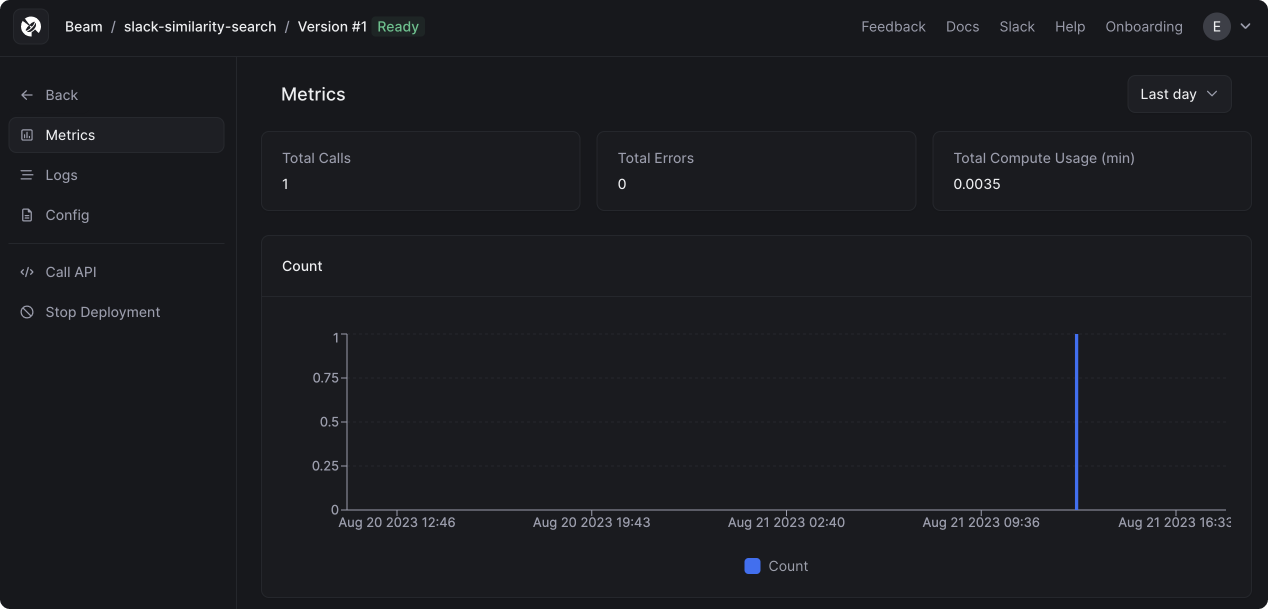 Beam / slack-similarity-search / Version #1 Ready
Feedback Docs Slack Help Onboarding E
Back
Metrics
Logs
Config
Call API
Stop Deployment
Metrics
Last day
Total Calls
1
Total Errors
0
Total Compute Usage (min)
0.0035
Count
1
0.75
0.5
0.25
0
Aug 20 2023 12:46 Aug 20 2023 19:43 Aug 21 2023 02:40 Aug 21 2023 09:36 Aug 21 2023 16:33
Count